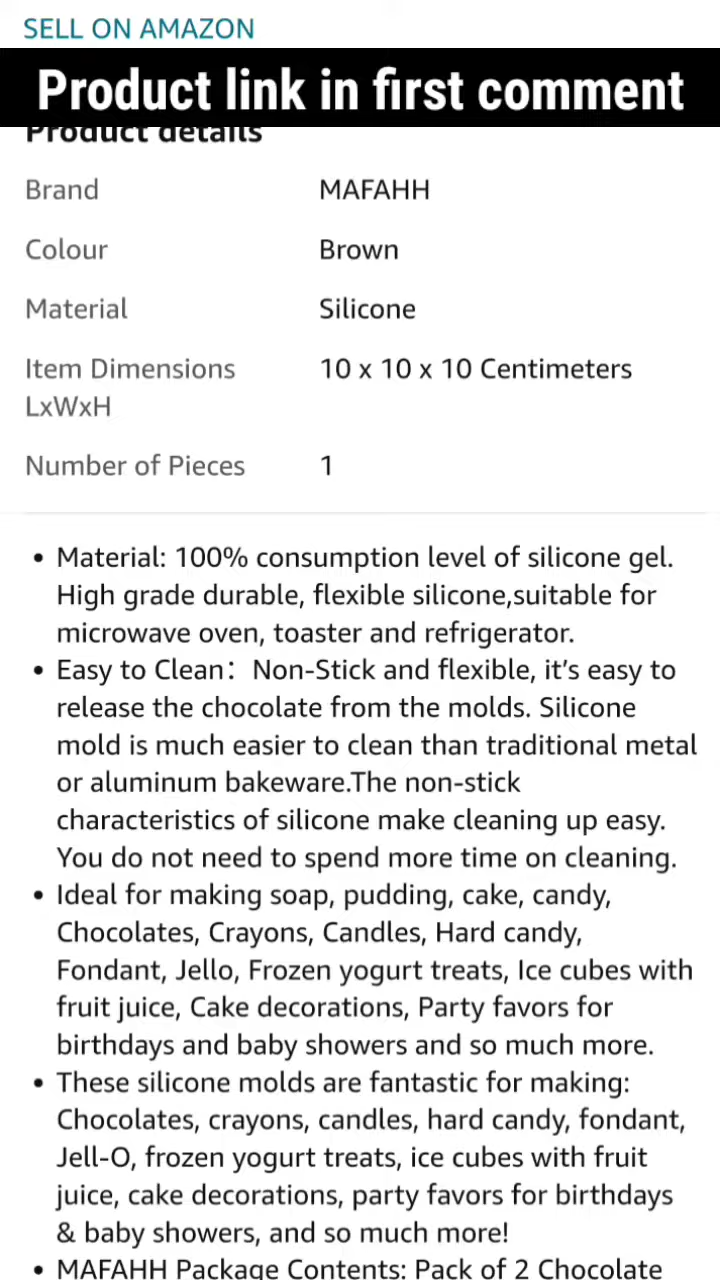 SELL ON AMAZON
Product link in first comment
Product details
Brand MAFAHH
Colour Brown
Material Silicone
Item Dimensions 10 x 10 x 10 Centimeters
LxWxH
Number of Pieces 1
• Material: 100% consumption level of silicone gel.
High grade durable, flexible silicone,suitable for
microwave oven, toaster and refrigerator.
• Easy to Clean： Non-Stick and flexible, it’s easy to
release the chocolate from the molds. Silicone
mold is much easier to clean than traditional metal
or aluminum bakeware.The non-stick
characteristics of silicone make cleaning up easy.
You do not need to spend more time on cleaning.
• Ideal for making soap, pudding, cake, candy,
Chocolates, Crayons, Candles, Hard candy,
Fondant, Jello, Frozen yogurt treats, Ice cubes with
fruit juice, Cake decorations, Party favors for
birthdays and baby showers and so much more.
• These silicone molds are fantastic for making:
Chocolates, crayons, candles, hard candy, fondant,
Jell-O, frozen yogurt treats, ice cubes with fruit
juice, cake decorations, party favors for birthdays
& baby showers, and so much more!
• MAFAHH Package Contents: Pack of 2 Chocolate